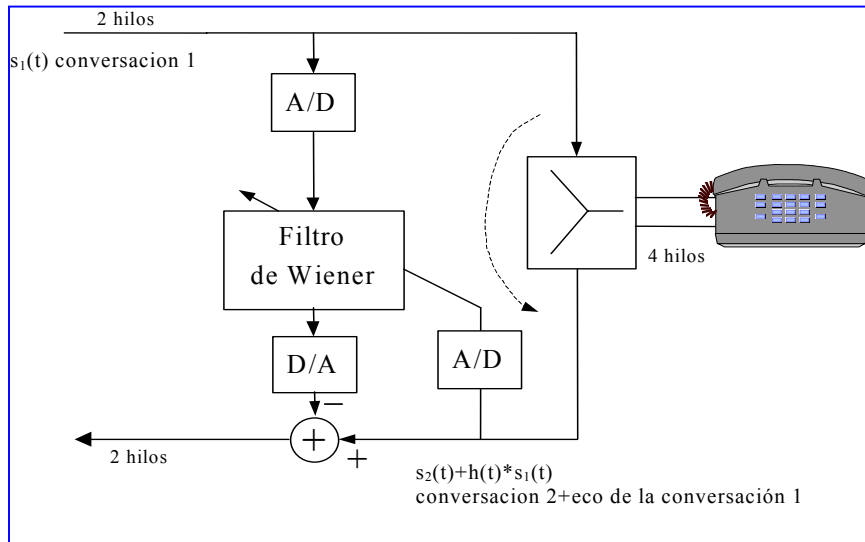 2 hilos
s₁(t) conversacion 1
A/D
Filtro
de Wiener
4 hilos
D/A
A/D
−
+
+
2 hilos
s₂(t)+h(t)*s₁(t)
conversacion 2+eco de la conversación 1